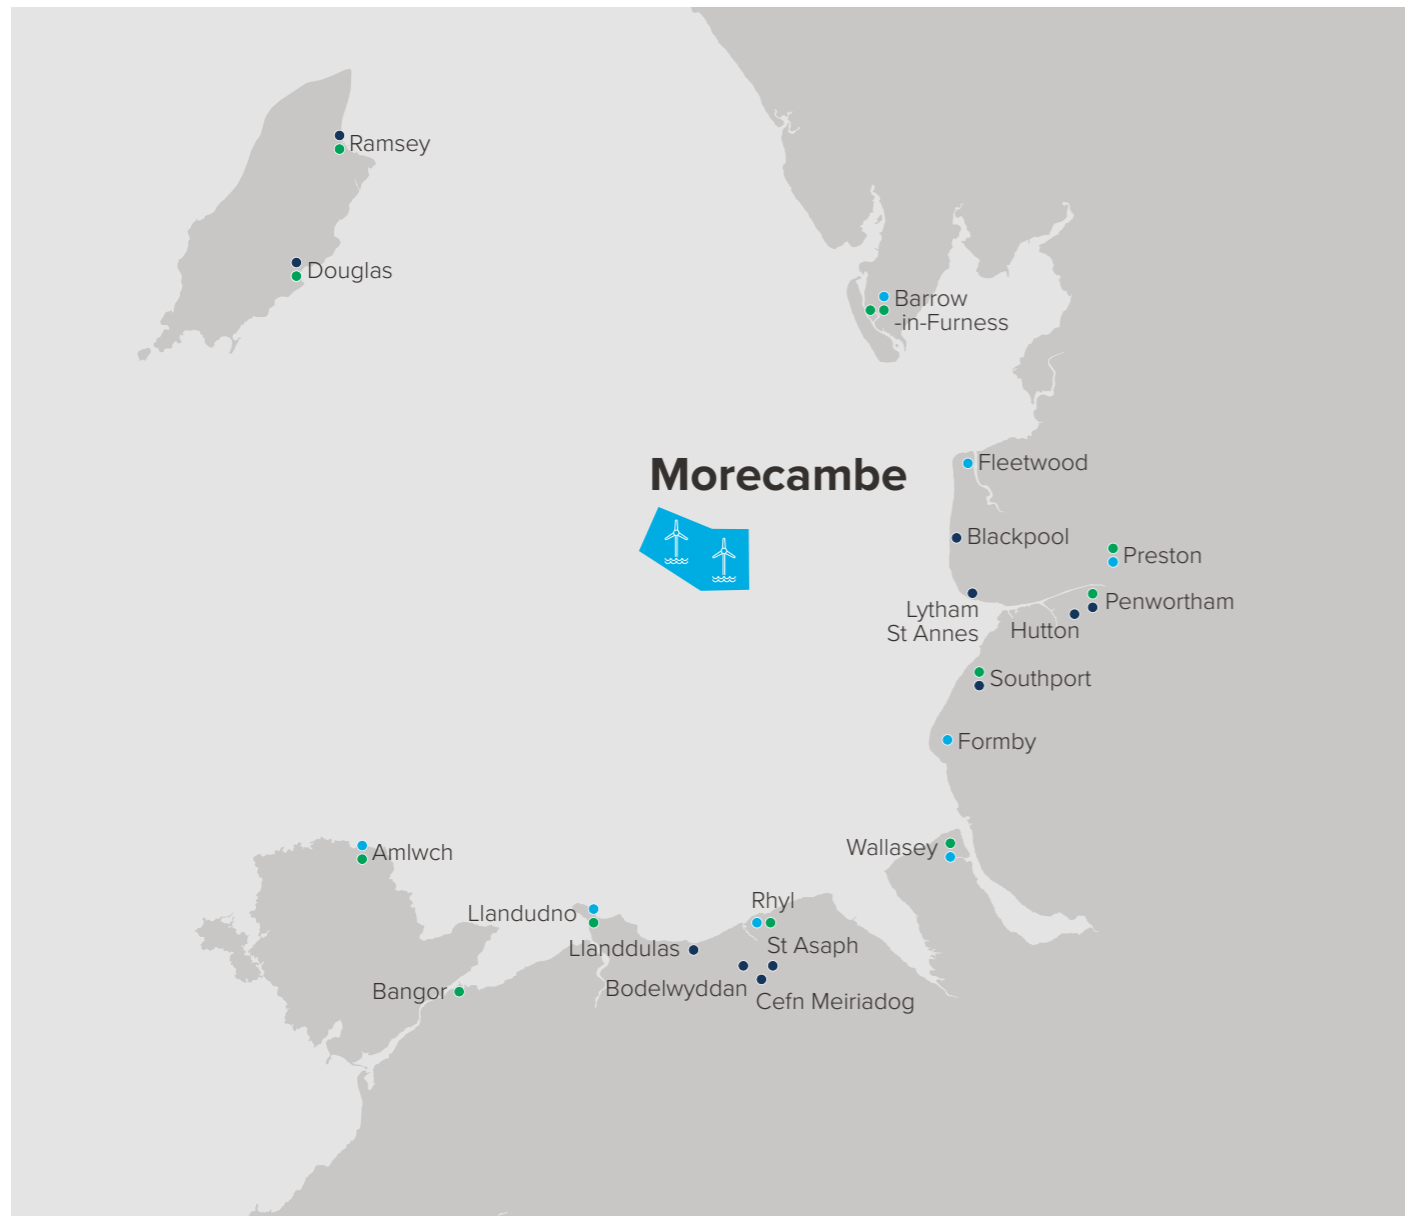 Ramsey
Douglas
Barrow
-in-Furness
Morecambe
Fleetwood
Blackpool
Preston
Lytham
St Annes
Penwortham
Hutton
Southport
Formby
Wallasey
Amlwch
Rhyl
Llandudno
Llanddulas
St Asaph
Bangor
Bodelwyddan
Cefn Meiriadog